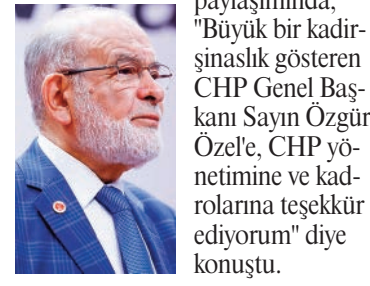 paylaşımında,
"Büyük bir kadir-
şinaslık gösteren
CHP Genel Baş-
kanı Sayın Özgür
Özel'e, CHP yö-
netimine ve kad-
rolarına teşekkür
ediyorum" diye
konuştu.